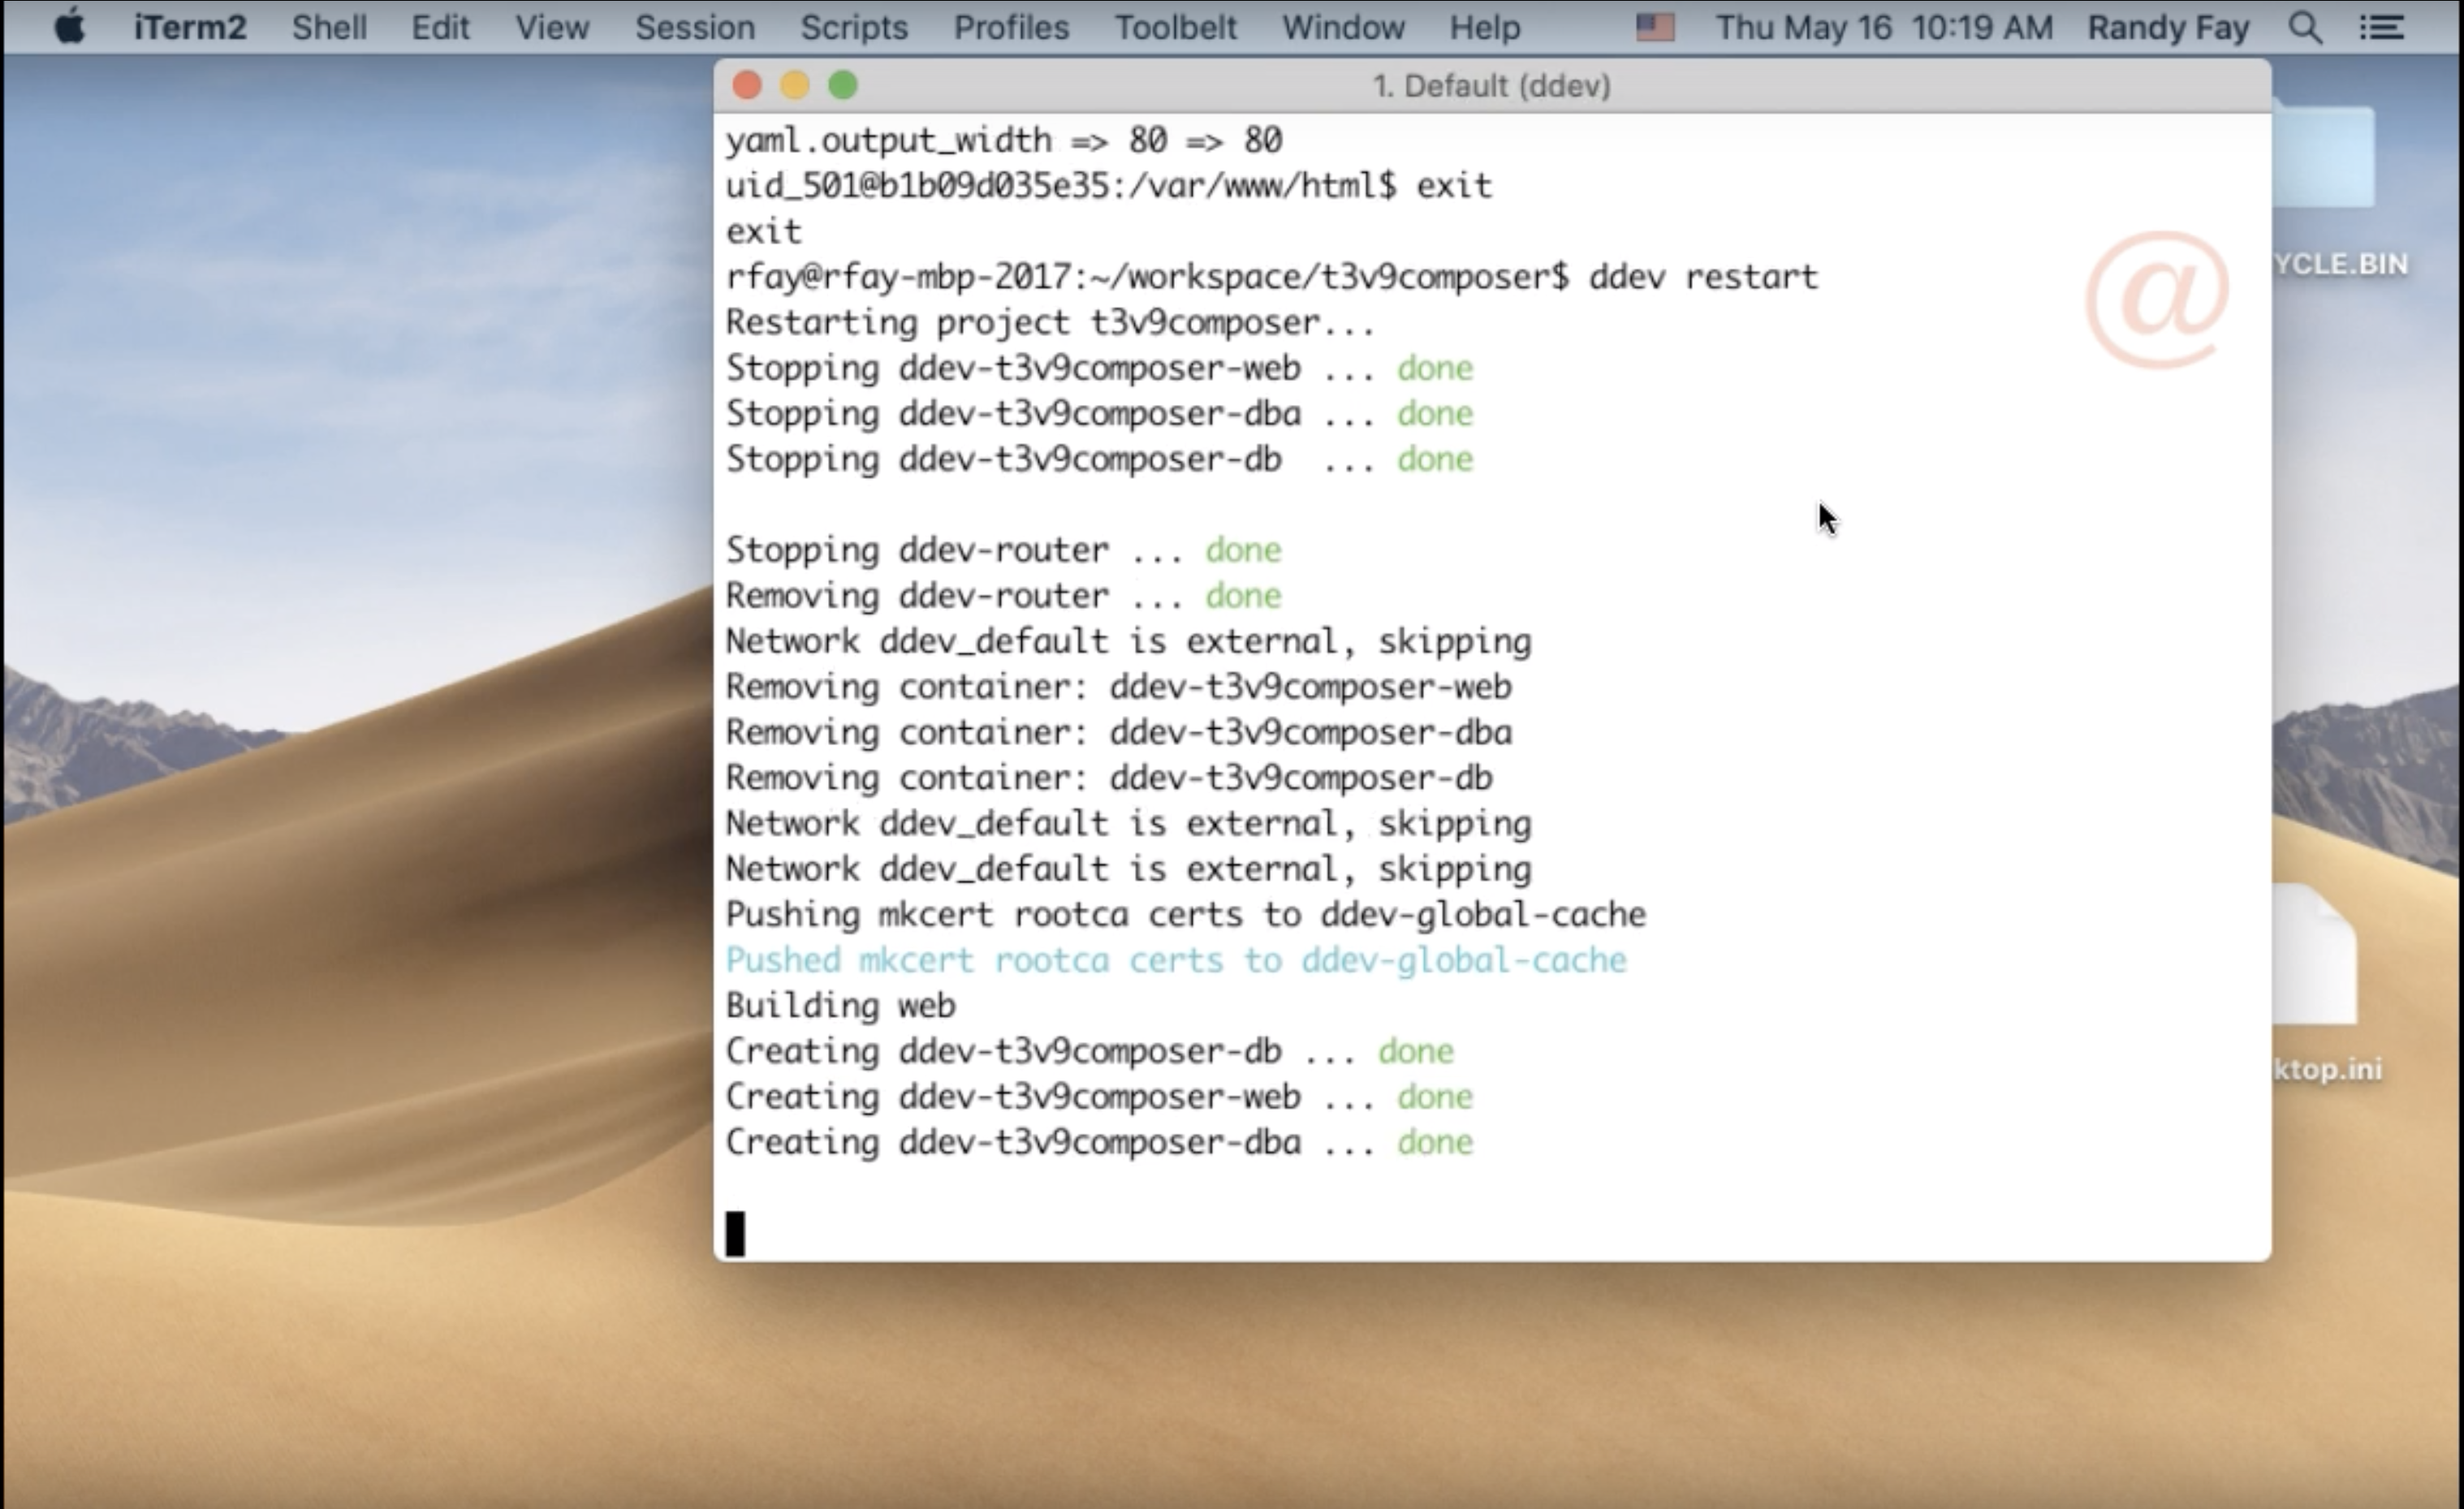 iTerm2 Shell Edit View Session Scripts Profiles Toolbelt Window Help Thu May 16 10:19 AM Randy Fay
1. Default (ddev)
yaml.output_width => 80 => 80
uid_501@b1b09d035e35:/var/www/html$ exit
exit
rfay@rfay-mbp-2017:~/workspace/t3v9composer$ ddev restart
Restarting project t3v9composer...
Stopping ddev-t3v9composer-web ... done
Stopping ddev-t3v9composer-dba ... done
Stopping ddev-t3v9composer-db  ... done
Stopping ddev-router ... done
Removing ddev-router ... done
Network ddev_default is external, skipping
Removing container: ddev-t3v9composer-web
Removing container: ddev-t3v9composer-dba
Removing container: ddev-t3v9composer-db
Network ddev_default is external, skipping
Network ddev_default is external, skipping
Pushing mkcert rootca certs to ddev-global-cache
Pushed mkcert rootca certs to ddev-global-cache
Building web
Creating ddev-t3v9composer-db ... done
Creating ddev-t3v9composer-web ... done
Creating ddev-t3v9composer-dba ... done
@
YCLE.BIN
ktop.ini